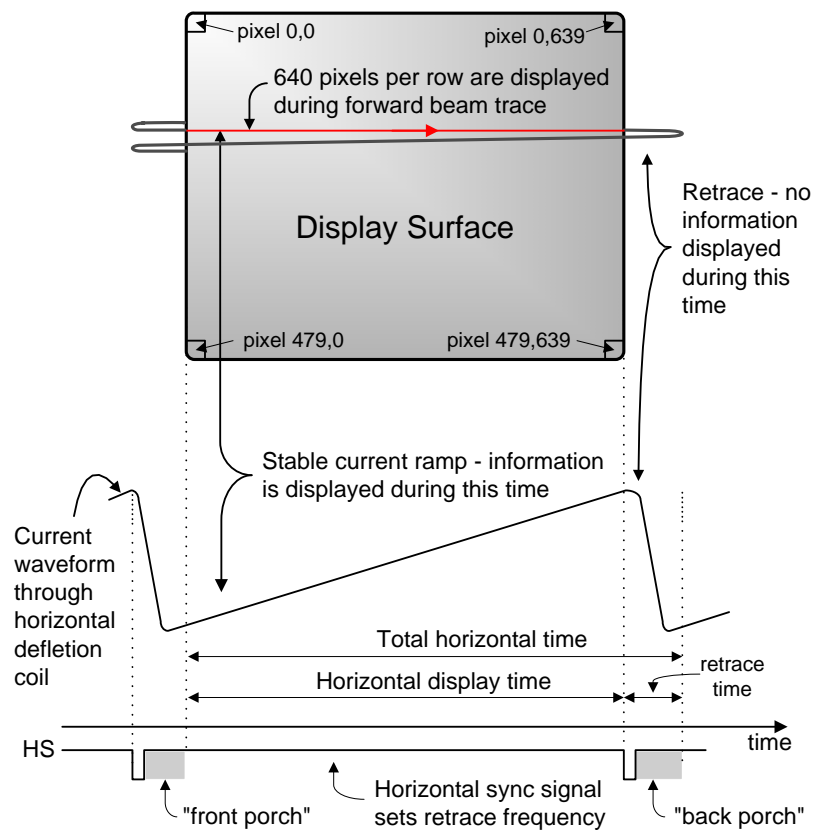 pixel 0,0
pixel 0,639
640 pixels per row are displayed
during forward beam trace
Retrace - no
information
displayed
during this
time
Display Surface
pixel 479,0
pixel 479,639
Stable current ramp - information
is displayed during this time
Current
waveform
through
horizontal
defletion
coil
Total horizontal time
Horizontal display time
retrace
time
time
HS
"front porch"
Horizontal sync signal
sets retrace frequency
"back porch"